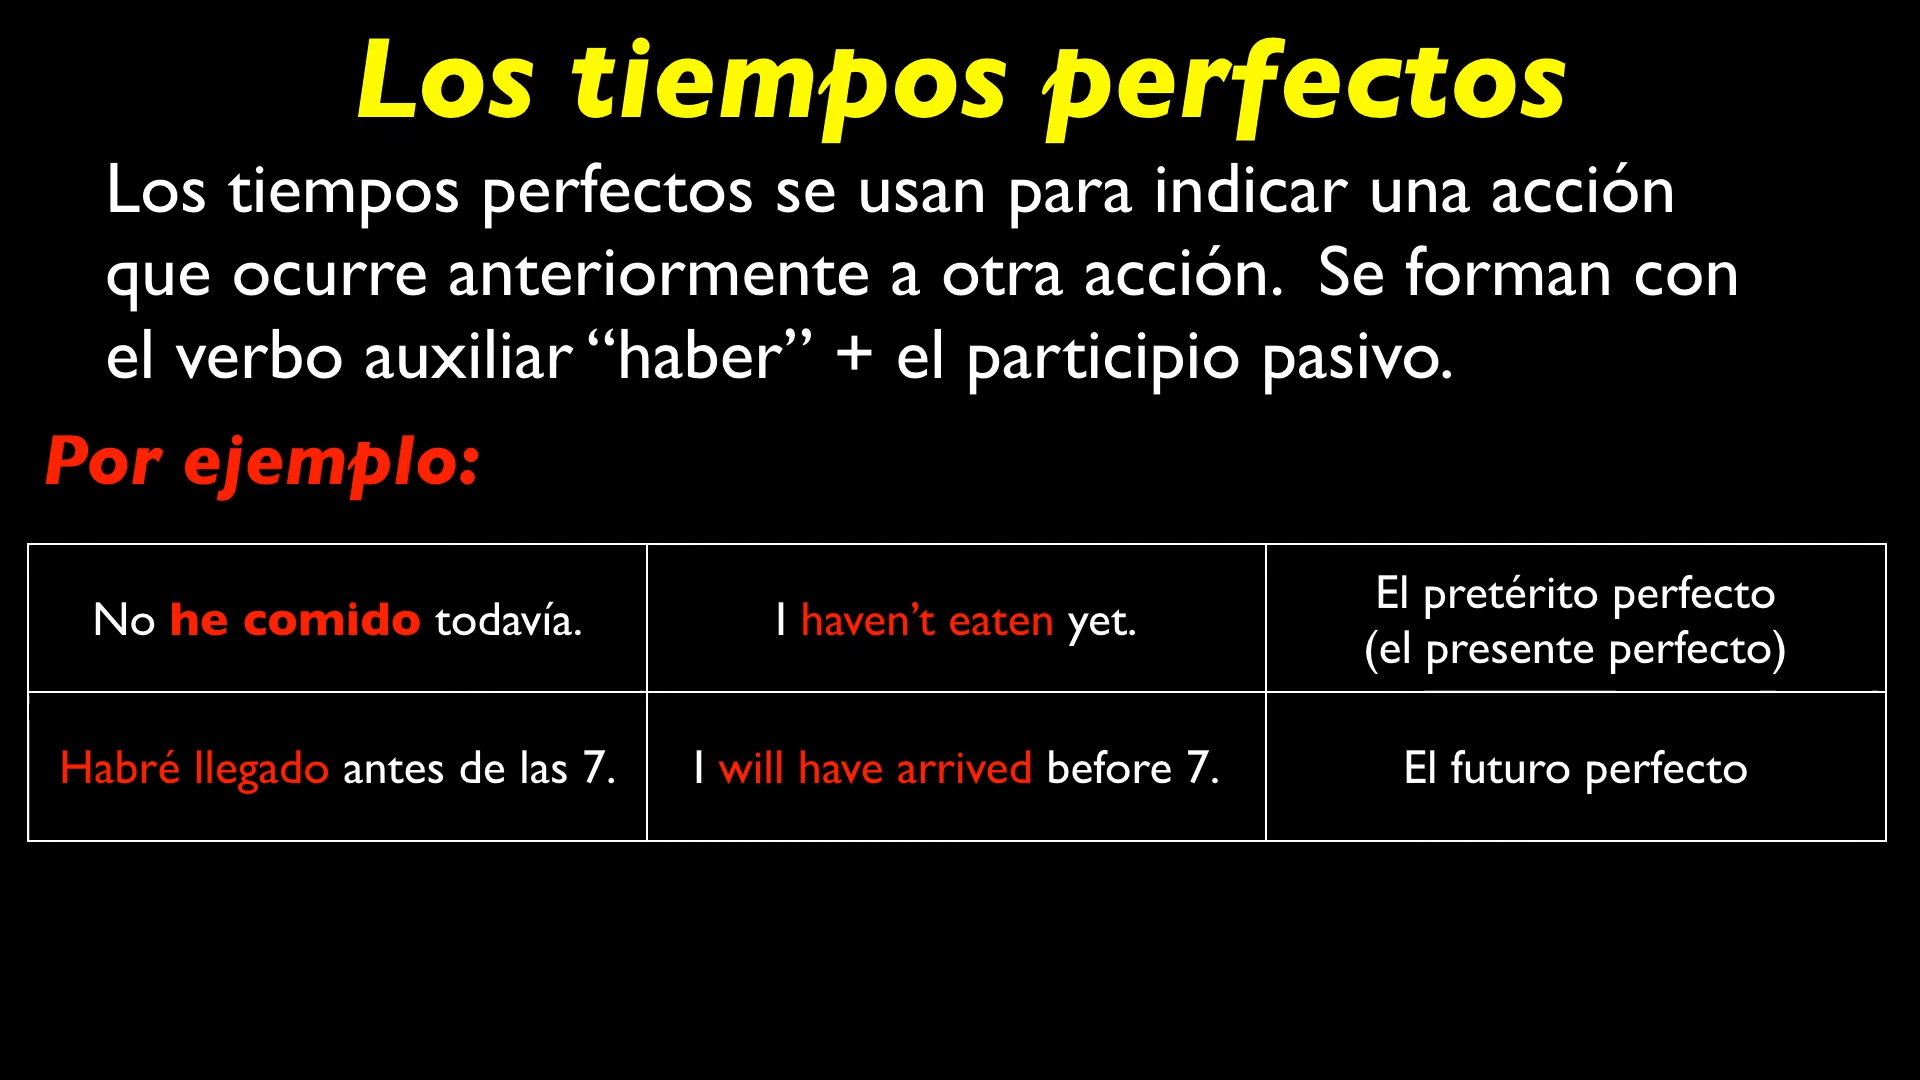 Los tiempos perfectos
Los tiempos perfectos se usan para indicar una acción
que ocurre anteriormente a otra acción.  Se forman con
el verbo auxiliar “haber” + el participio pasivo.
Por ejemplo:
No he comido todavía.
I haven’t eaten yet.
El pretérito perfecto
(el presente perfecto)
Habré llegado antes de las 7.
I will have arrived before 7.
El futuro perfecto